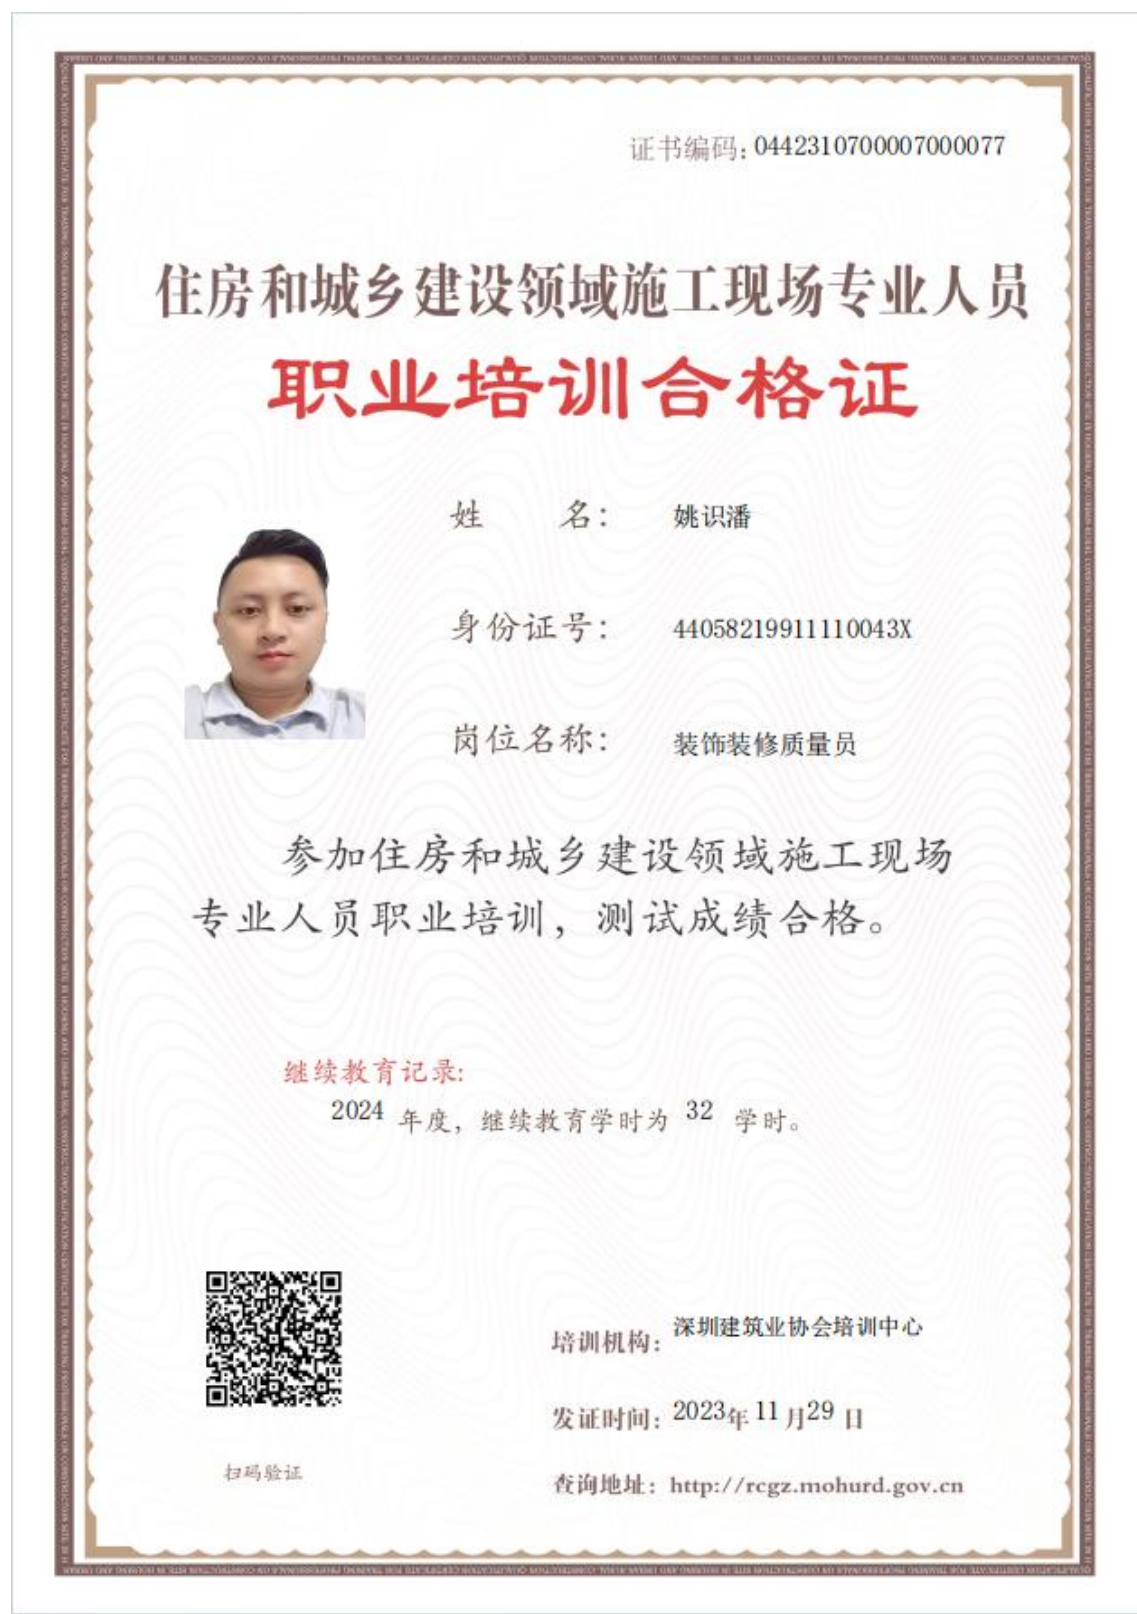 证书编码：0442310700007000077
住房和城乡建设领域施工现场专业人员
职业培训合格证
姓名： 姚识潘
身份证号： 44058219911110043X
岗位名称： 装饰装修质量员
参加住房和城乡建设领域施工现场
专业人员职业培训，测试成绩合格。
继续教育记录:
2024 年度，继续教育学时为 32 学时。
培训机构：深圳建筑业协会培训中心
发证时间：2023年11月29日
扫码验证
查询地址：http://rcgz.mohurd.gov.cn